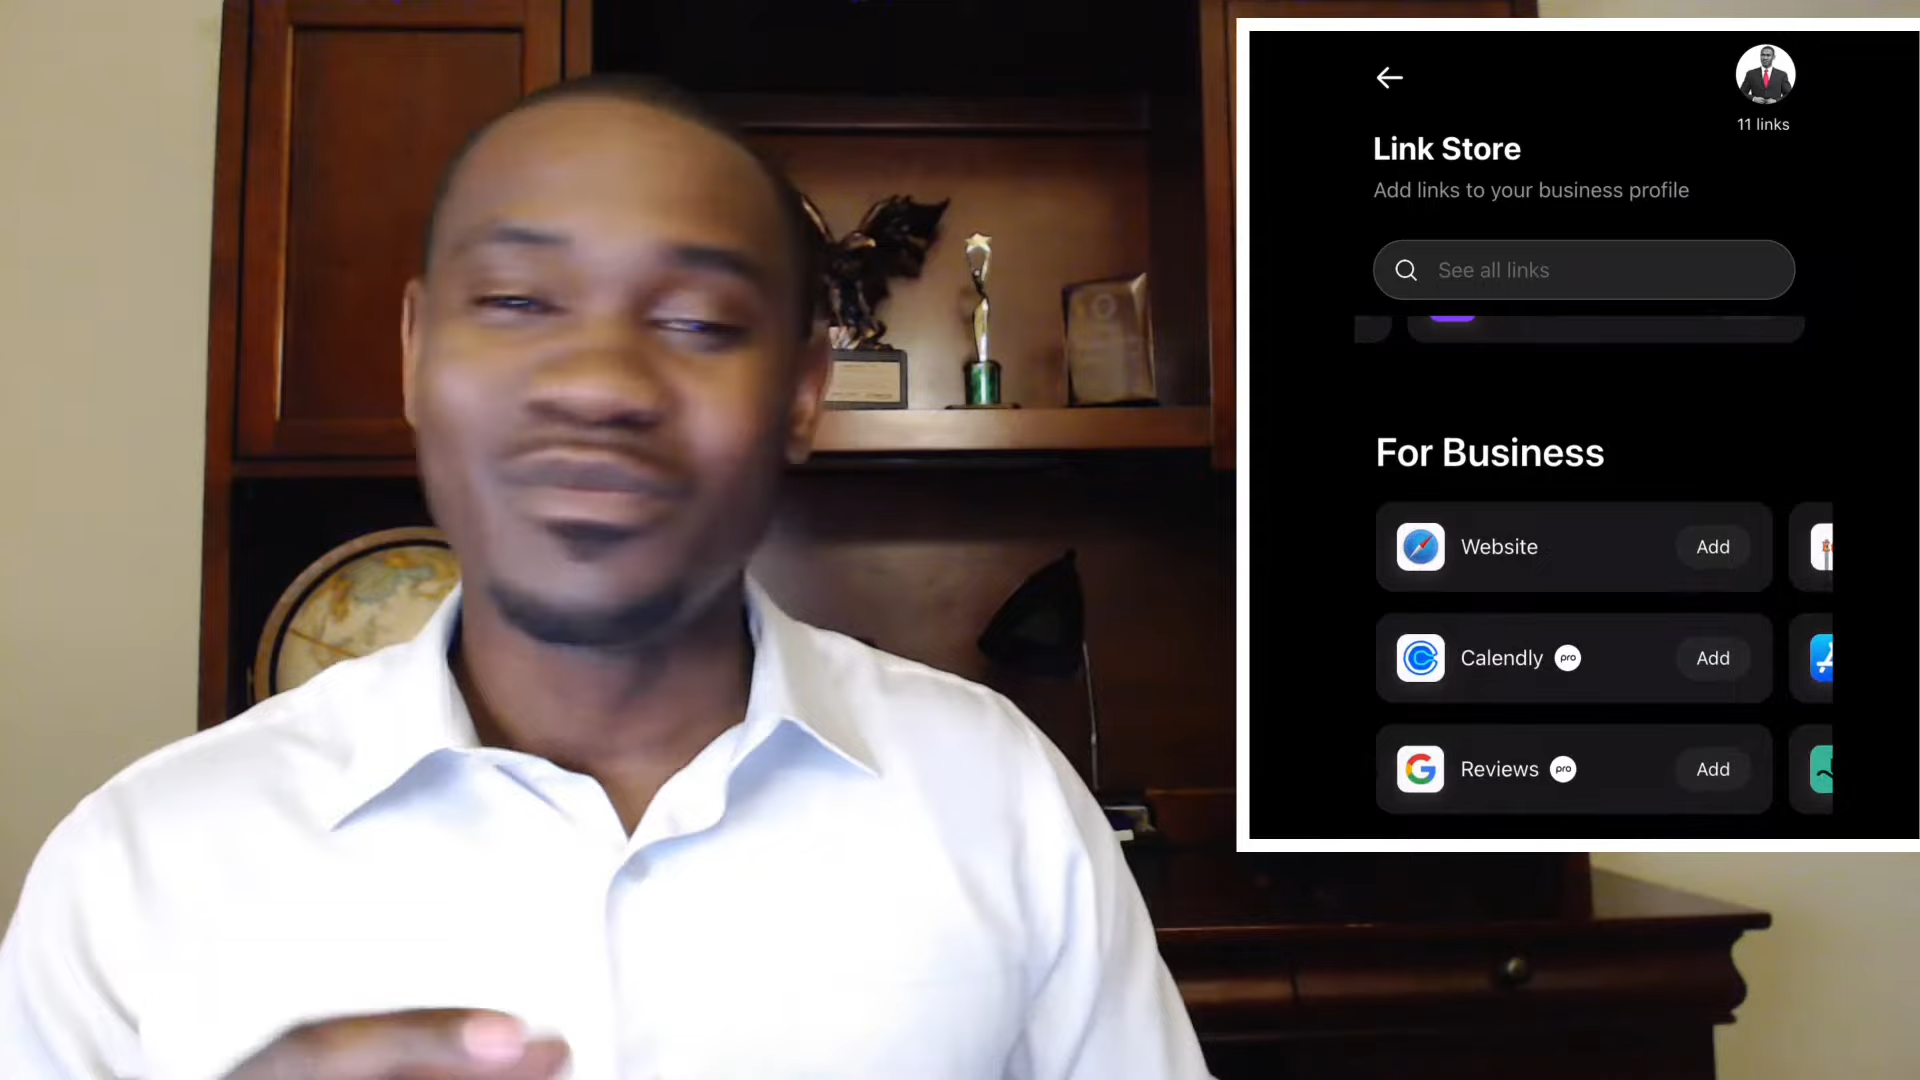 11 links
Link Store
Add links to your business profile
See all links
For Business
Website
Add
Calendly pro
Add
Reviews pro
Add